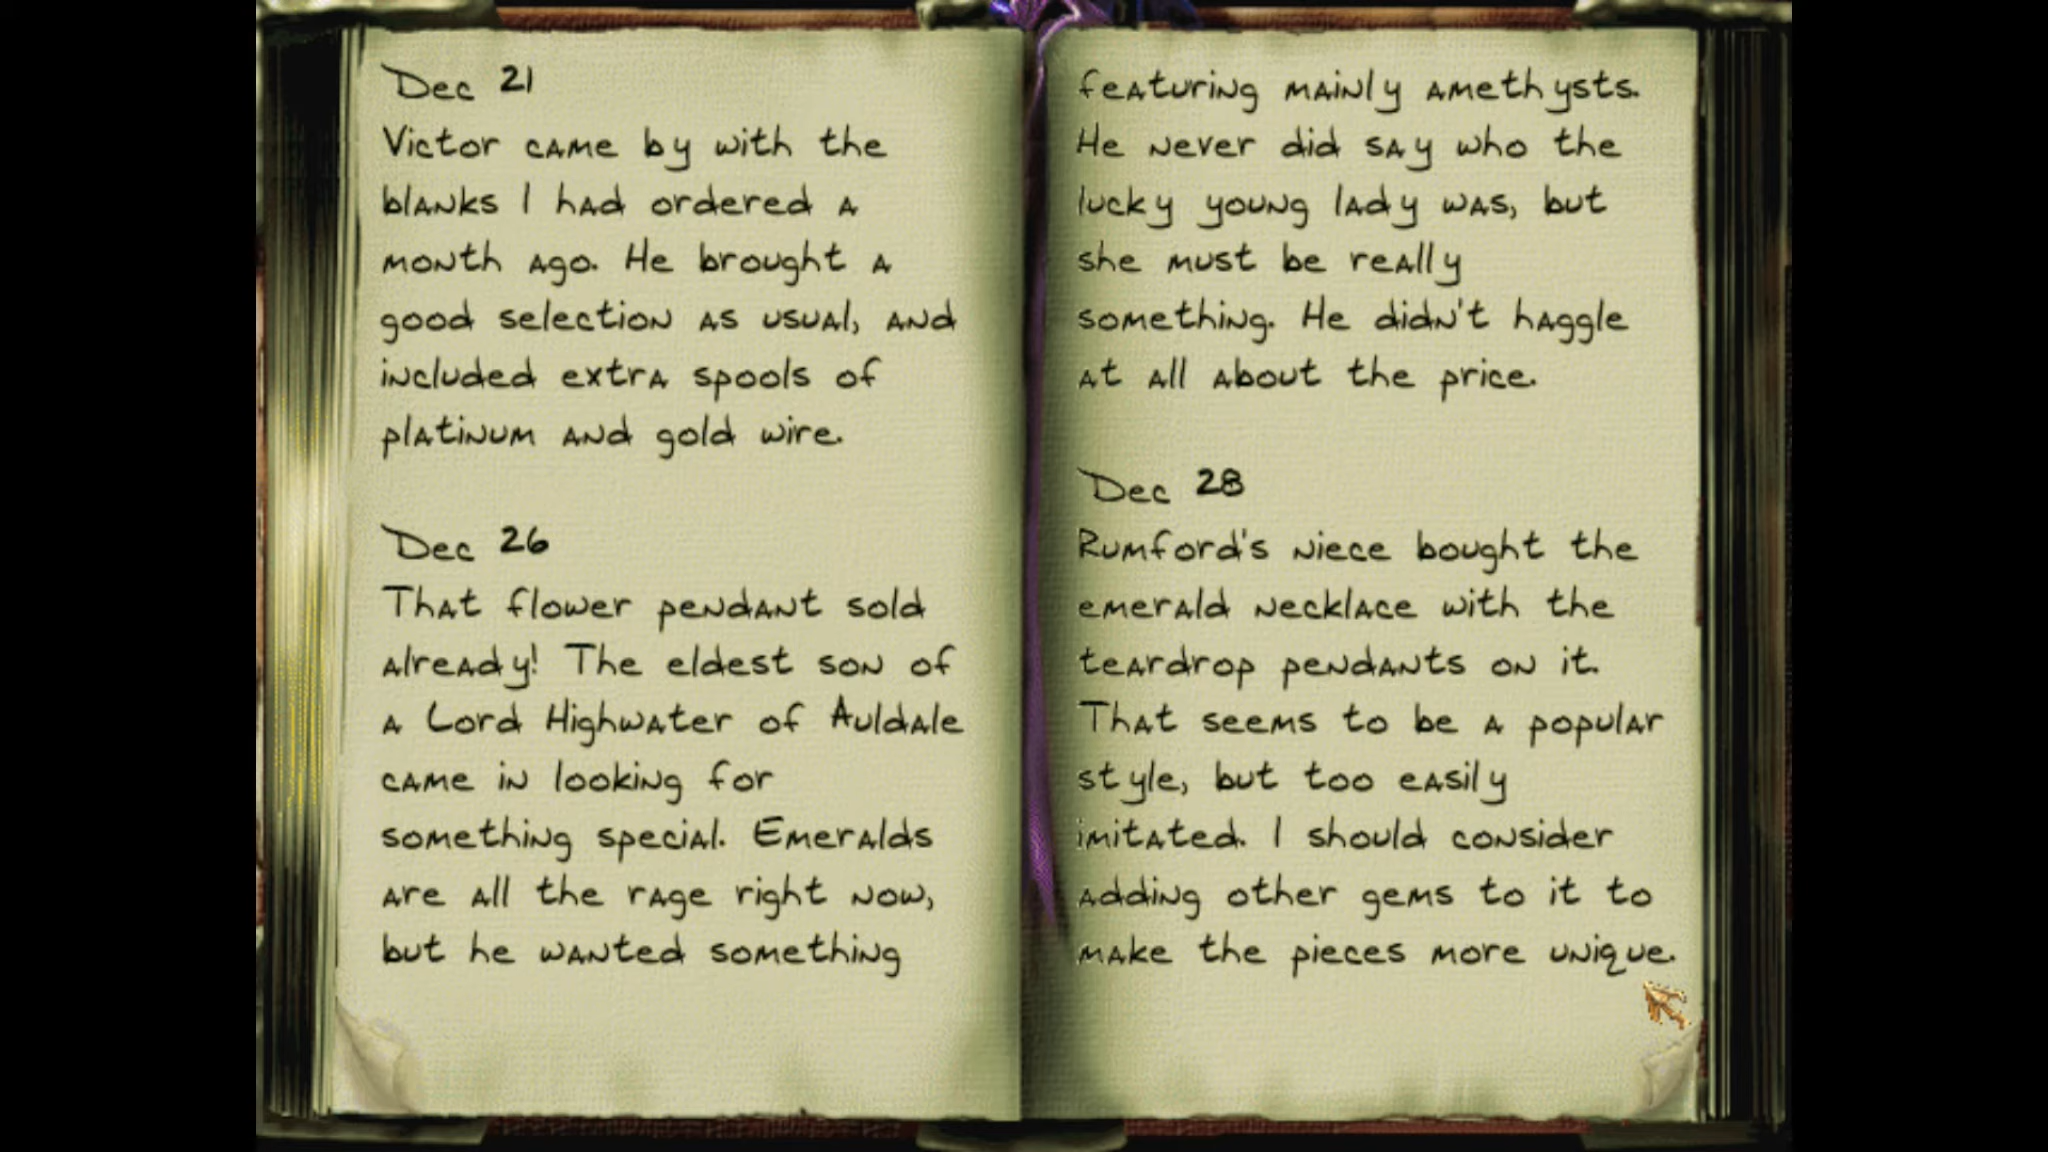 Dec 21
Victor came by with the
blanks I had ordered a
month ago. He brought a
good selection as usual, and
included extra spools of
platinum and gold wire.
Dec 26
That flower pendant sold
already! The eldest son of
a Lord Highwater of Auldale
came in looking for
something special. Emeralds
are all the rage right now,
but he wanted something
featuring mainly amethysts.
He never did say who the
lucky young lady was, but
she must be really
something. He didn't haggle
at all about the price.
Dec 28
Rumford's niece bought the
emerald necklace with the
teardrop pendants on it.
That seems to be a popular
style, but too easily
imitated. I should consider
adding other gems to it to
make the pieces more unique.